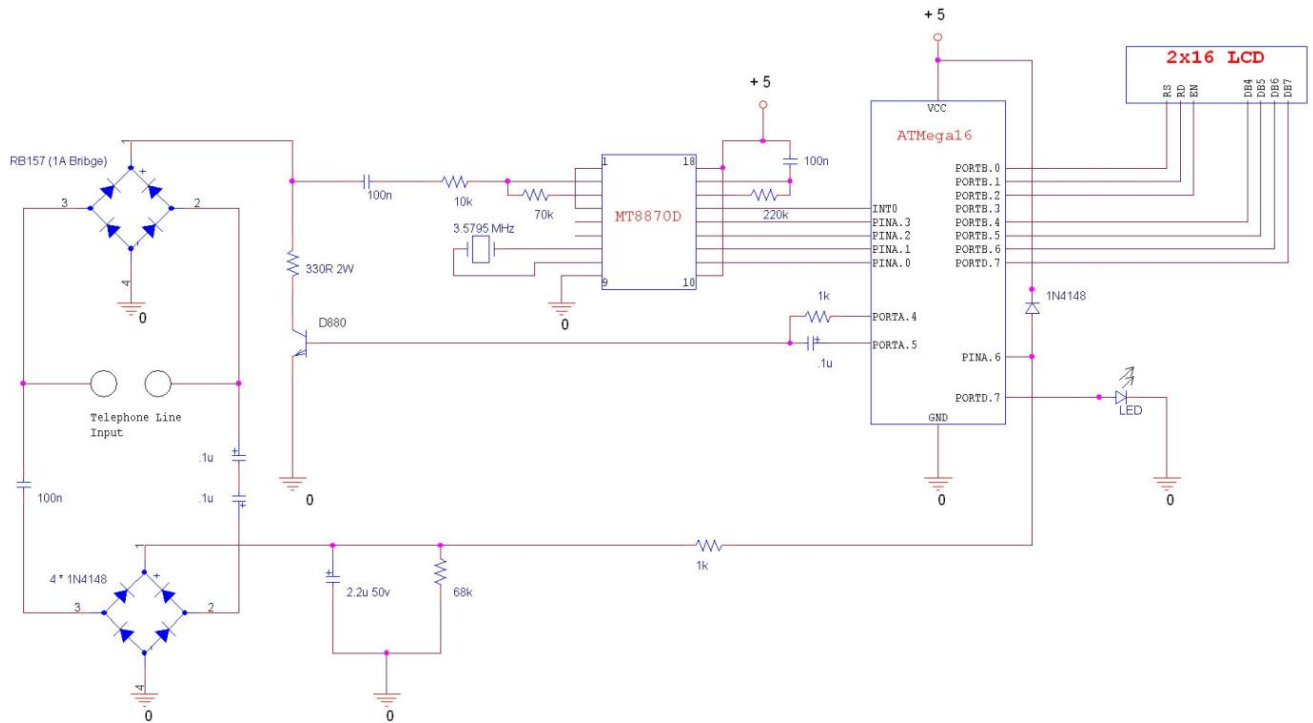 + 5
2x16 LCD
RS RD EN DB4 DB5 DB6 DB7
+ 5
VCC
ATMega16
1
RB157 (1A Bribge)
+
3
2
4
0
100n
10k
70k
1
18
MT8870D
9
10
100n
220k
3.5795 MHz
0
INT0
PINA.3
PINA.2
PINA.1
PINA.0
PORTB.0
PORTB.1
PORTB.2
PORTB.3
PORTB.4
PORTB.5
PORTB.6
PORTD.7
330R 2W
D880
1k
.1u
+
PORTA.4
PORTA.5
1N4148
PINA.6
PORTD.7
LED
GND
0
0
0
Telephone Line
Input
+
.1u
.1u
+
100n
1
4 * 1N4148
+
3
2
4
0
+
2.2u 50v
68k
0
1k